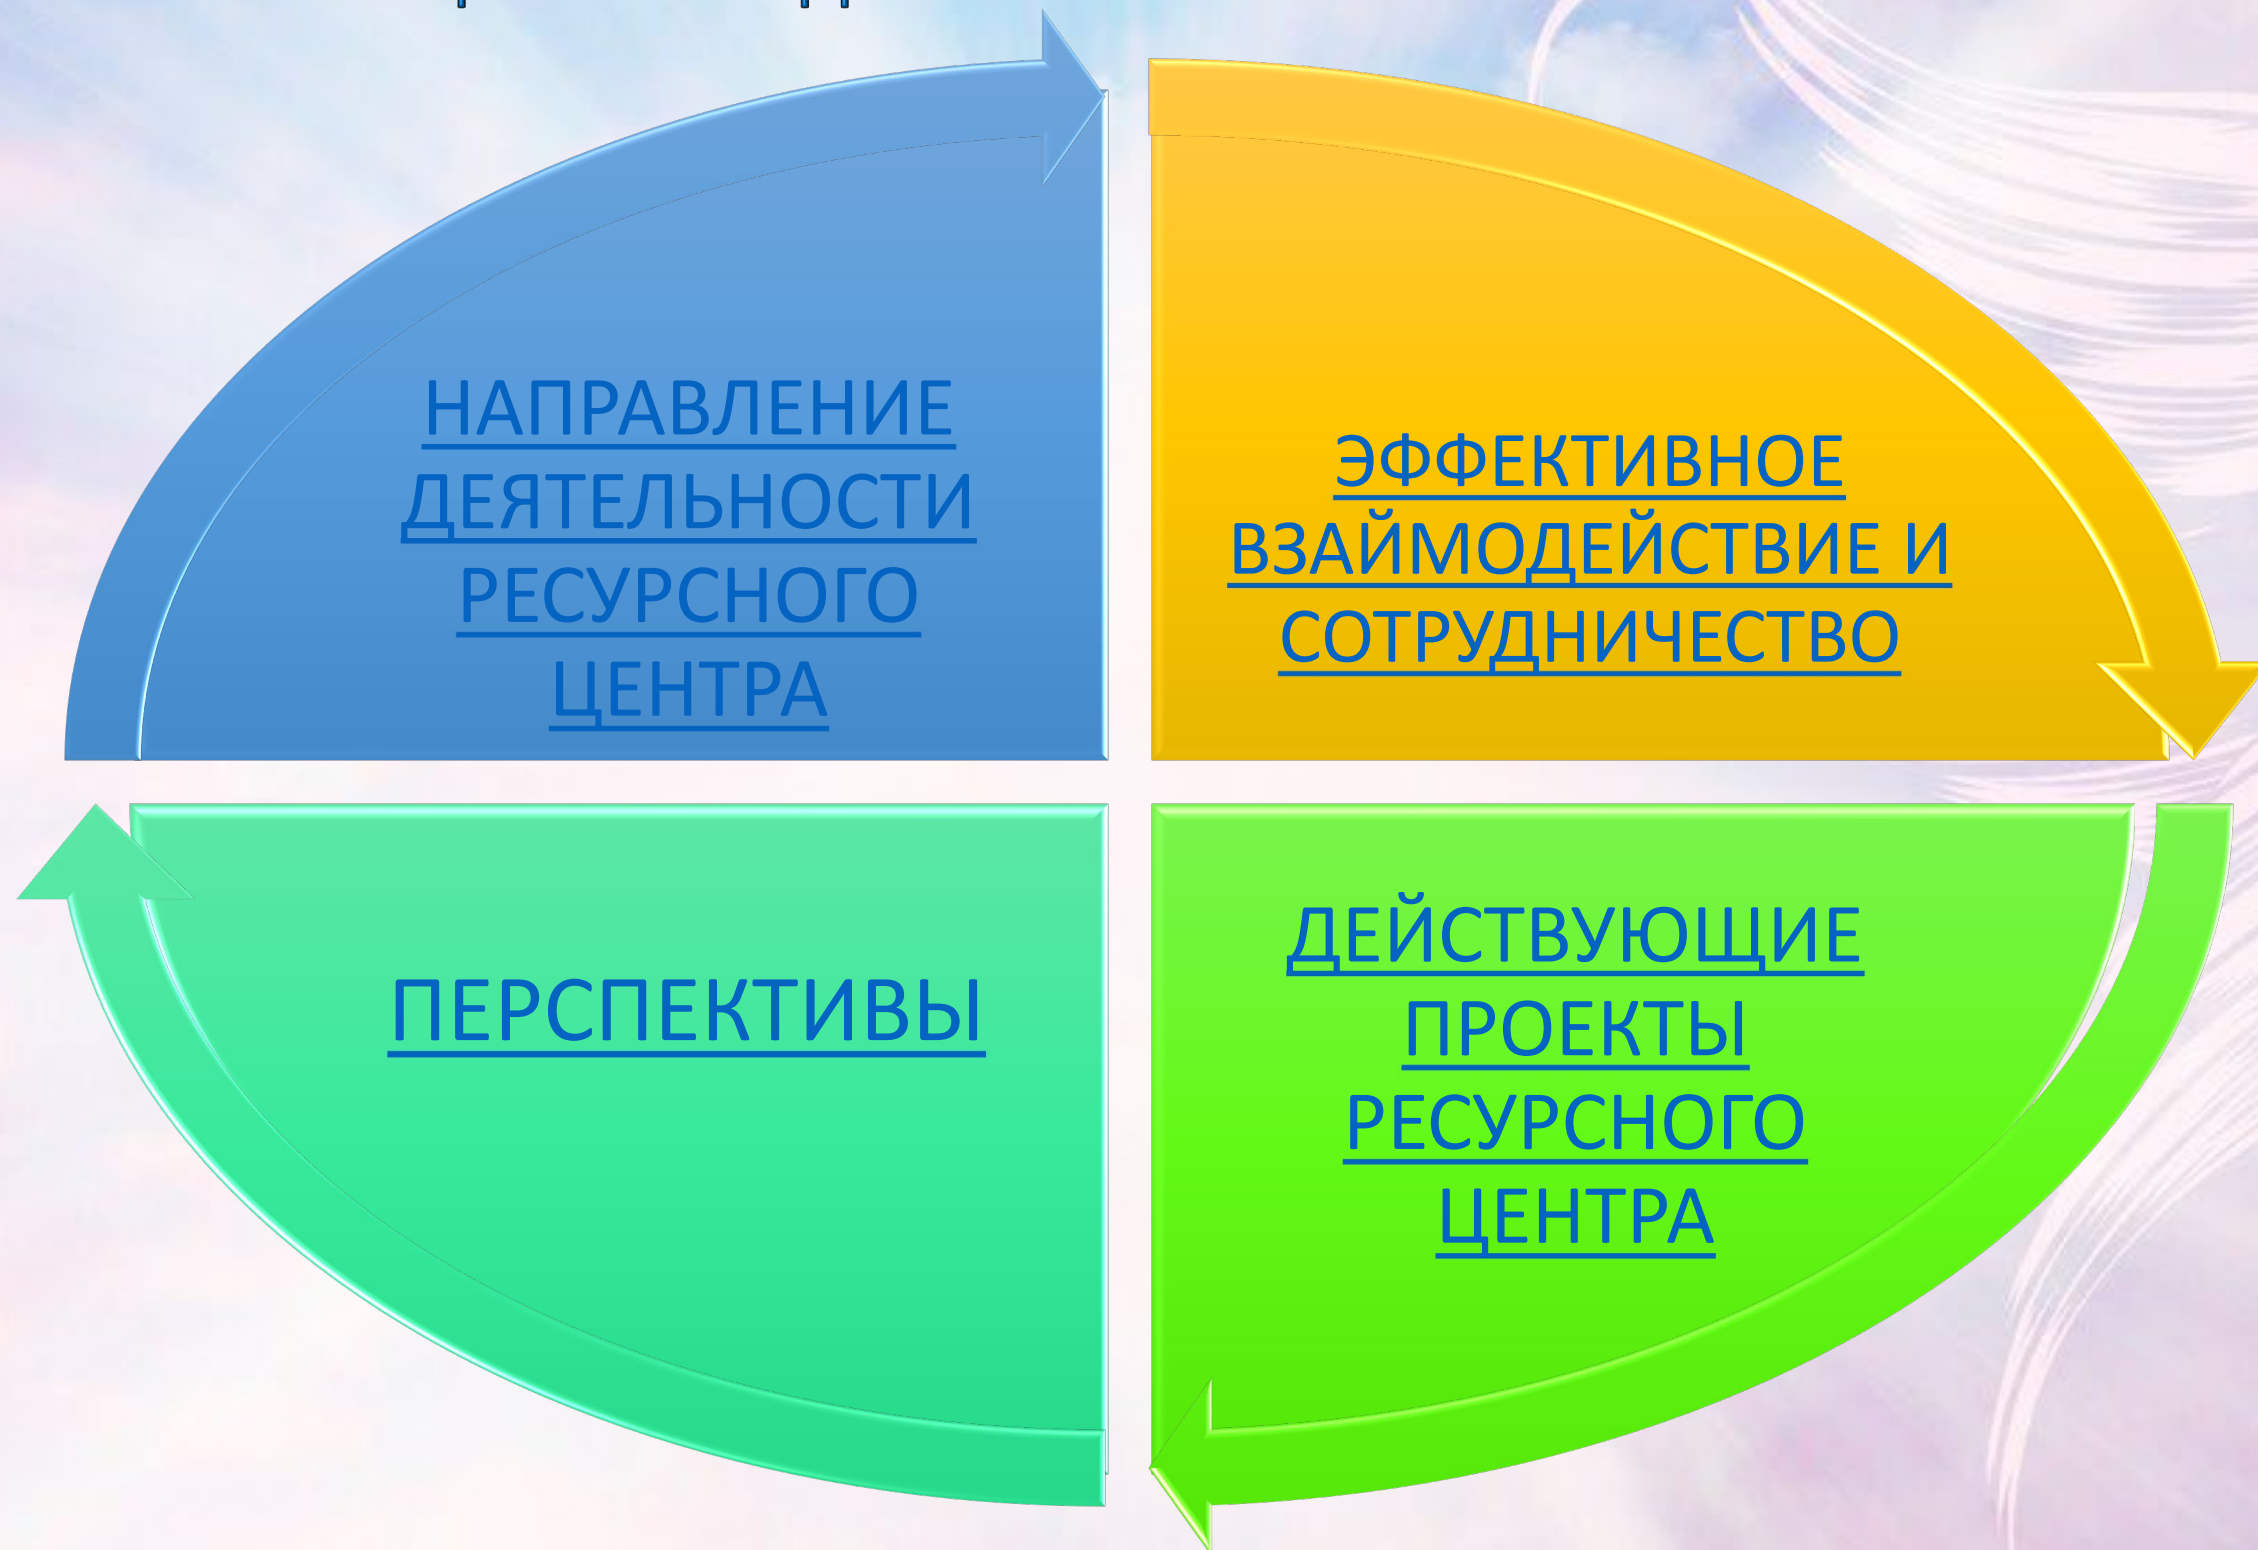 НАПРАВЛЕНИЕ
ДЕЯТЕЛЬНОСТИ
РЕСУРСНОГО
ЦЕНТРА
ЭФФЕКТИВНОЕ
ВЗАЙМОДЕЙСТВИЕ И
СОТРУДНИЧЕСТВО
ПЕРСПЕКТИВЫ
ДЕЙСТВУЮЩИЕ
ПРОЕКТЫ
РЕСУРСНОГО
ЦЕНТРА